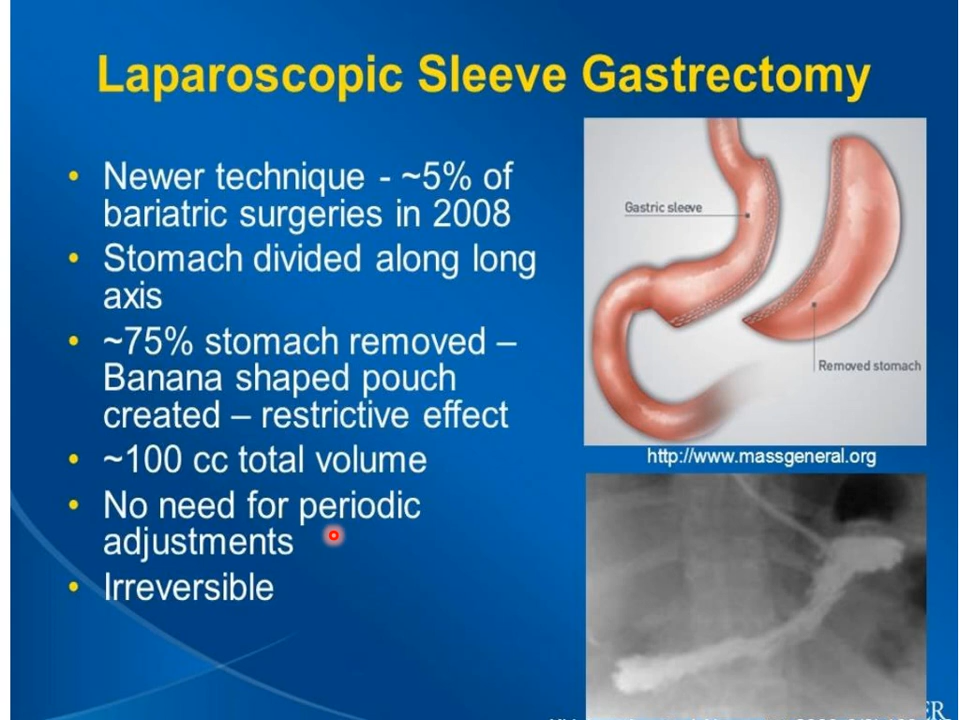 Laparoscopic Sleeve Gastrectomy
• Newer technique - ~5% of
bariatric surgeries in 2008
• Stomach divided along long
axis
• ~75% stomach removed –
Banana shaped pouch
created – restrictive effect
• ~100 cc total volume
• No need for periodic
adjustments
• Irreversible
Gastric sleeve
Removed stomach
http://www.massgeneral.org